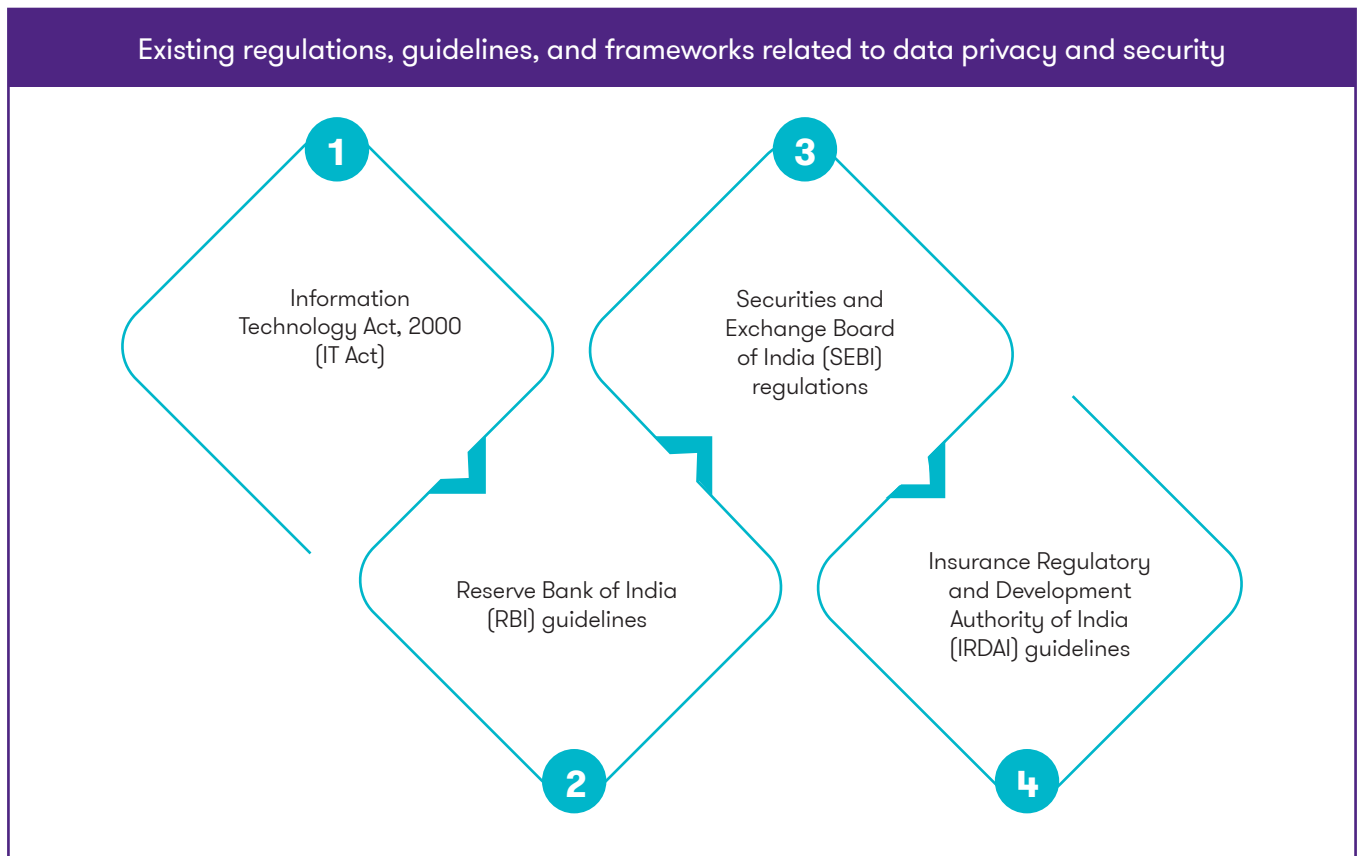 Existing regulations, guidelines, and frameworks related to data privacy and security
1
Information
Technology Act, 2000
(IT Act)
2
Reserve Bank of India
(RBI) guidelines
3
Securities and
Exchange Board
of India (SEBI)
regulations
4
Insurance Regulatory
and Development
Authority of India
(IRDAI) guidelines